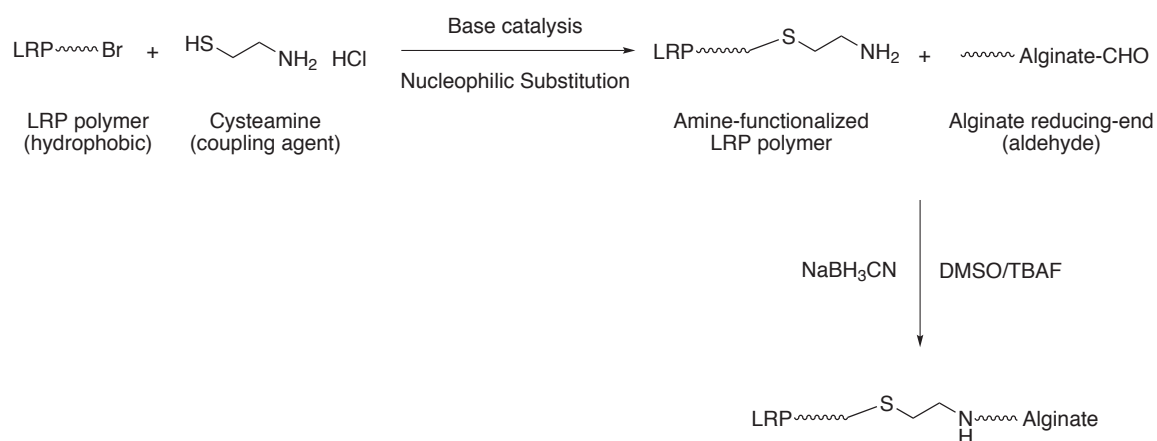 LRP Br + HS NH₂ HCl
Base catalysis
Nucleophilic Substitution
LRP S NH₂ + Alginate-CHO
LRP polymer
(hydrophobic)
Cysteamine
(coupling agent)
Amine-functionalized
LRP polymer
Alginate reducing-end
(aldehyde)
NaBH₃CN DMSO/TBAF
LRP S N H Alginate